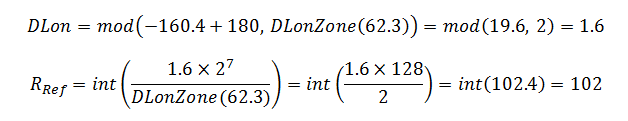 DLon = mod(−160.4 + 180, DLonZone(62.3)) = mod(19.6, 2) = 1.6
R_Ref = int(1.6 × 2^7 / DLonZone(62.3)) = int(1.6 × 128 / 2) = int(102.4) = 102